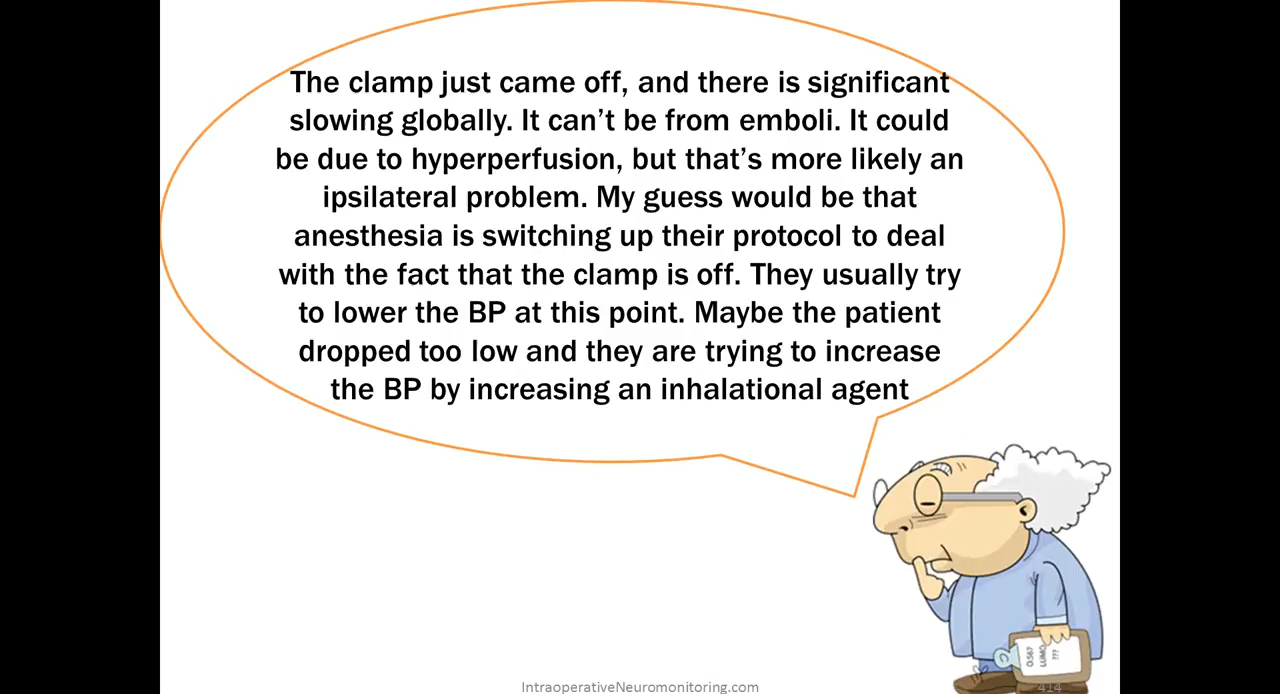 The clamp just came off, and there is significant
slowing globally. It can't be from emboli. It could
be due to hyperperfusion, but that's more likely an
ipsilateral problem. My guess would be that
anesthesia is switching up their protocol to deal
with the fact that the clamp is off. They usually try
to lower the BP at this point. Maybe the patient
dropped too low and they are trying to increase
the BP by increasing an inhalational agent
0.567
LUMO
???
IntraoperativeNeuromonitoring.com
414